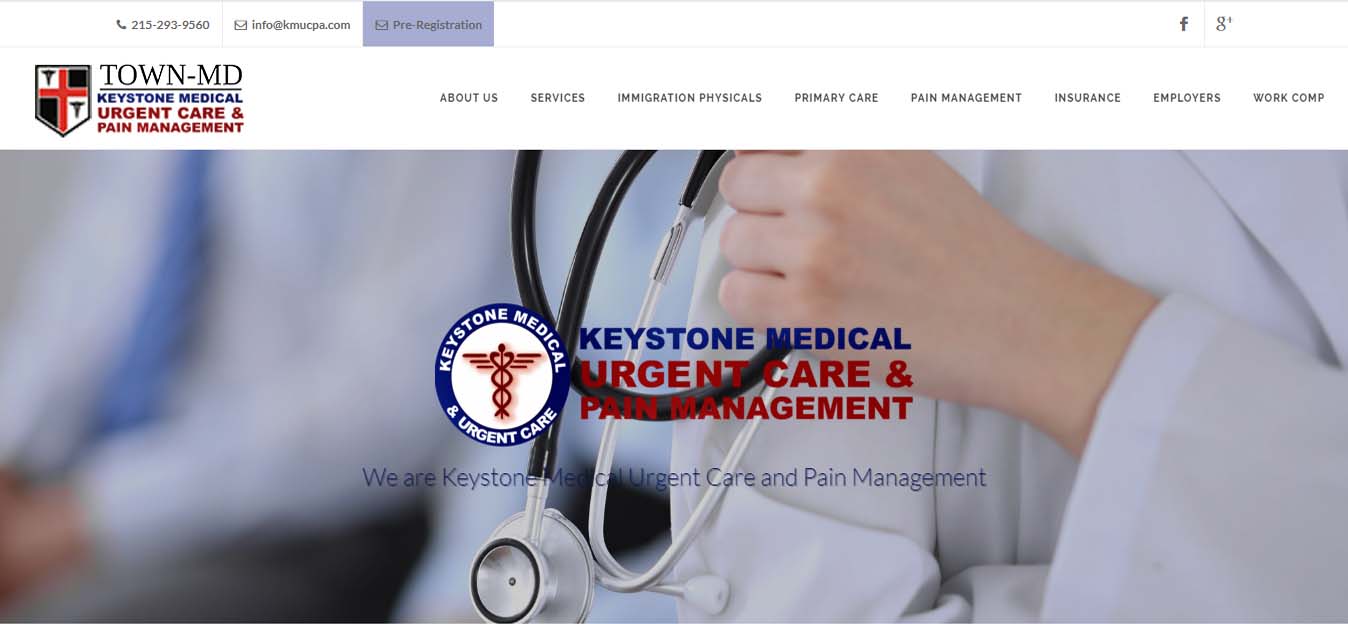 215-293-9560
info@kmucpa.com
Pre-Registration
TOWN-MD
KEYSTONE MEDICAL
URGENT CARE &
PAIN MANAGEMENT
ABOUT US
SERVICES
IMMIGRATION PHYSICALS
PRIMARY CARE
PAIN MANAGEMENT
INSURANCE
EMPLOYERS
WORK COMP
KEYSTONE MEDICAL
& URGENT CARE
KEYSTONE MEDICAL
URGENT CARE &
PAIN MANAGEMENT
We are Keystone Medical Urgent Care and Pain Management